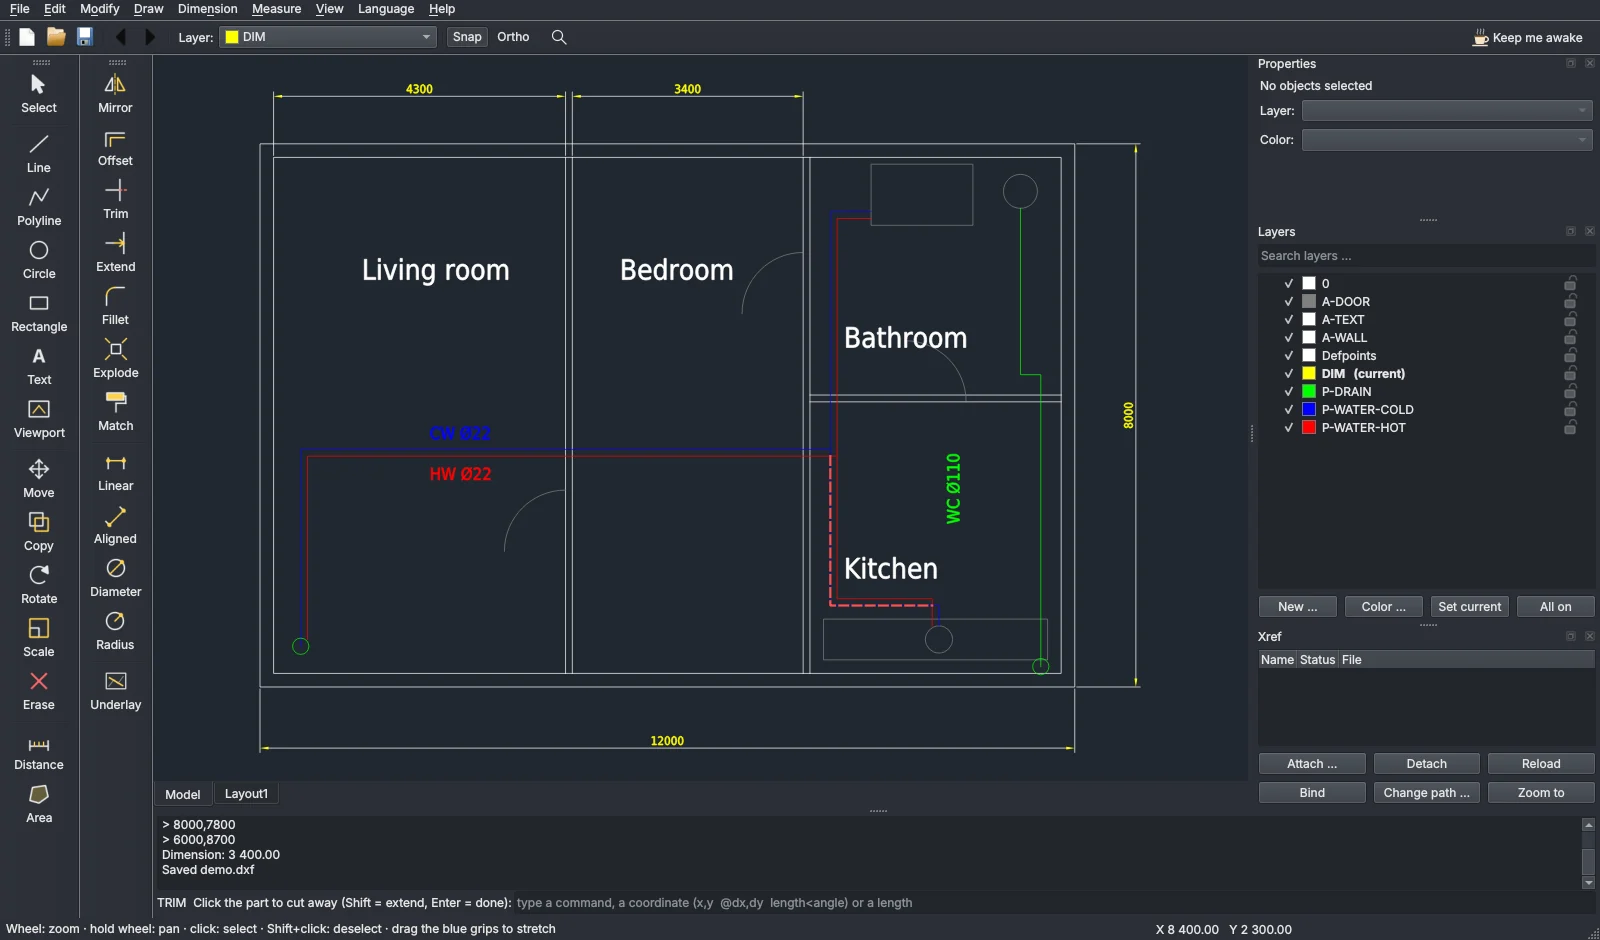 File Edit Modify Draw Dimension Measure View Language Help
Layer: DIM Snap Ortho Keep me awake
Select
Line
Polyline
Circle
Rectangle
Text
Viewport
Move
Copy
Rotate
Scale
Erase
Distance
Area
Mirror
Offset
Trim
Extend
Fillet
Explode
Match
Linear
Aligned
Diameter
Radius
Underlay
4300 3400
Living room Bedroom
Bathroom
CW Ø22
HW Ø22
WC Ø110
Kitchen
8000
12000
Model Layout1
> 8000,7800
> 6000,8700
Dimension: 3 400.00
Saved demo.dxf
TRIM Click the part to cut away (Shift = extend, Enter = done): type a command, a coordinate (x,y @dx,dy length<angle) or a length
Wheel: zoom · hold wheel: pan · click: select · Shift+click: deselect · drag the blue grips to stretch
X 8 400.00 Y 2 300.00
Properties
No objects selected
Layer:
Color:
Layers
Search layers ...
0
A-DOOR
A-TEXT
A-WALL
Defpoints
DIM (current)
P-DRAIN
P-WATER-COLD
P-WATER-HOT
New ... Color ... Set current All on
Xref
Name Status File
Attach ... Detach Reload
Bind Change path ... Zoom to